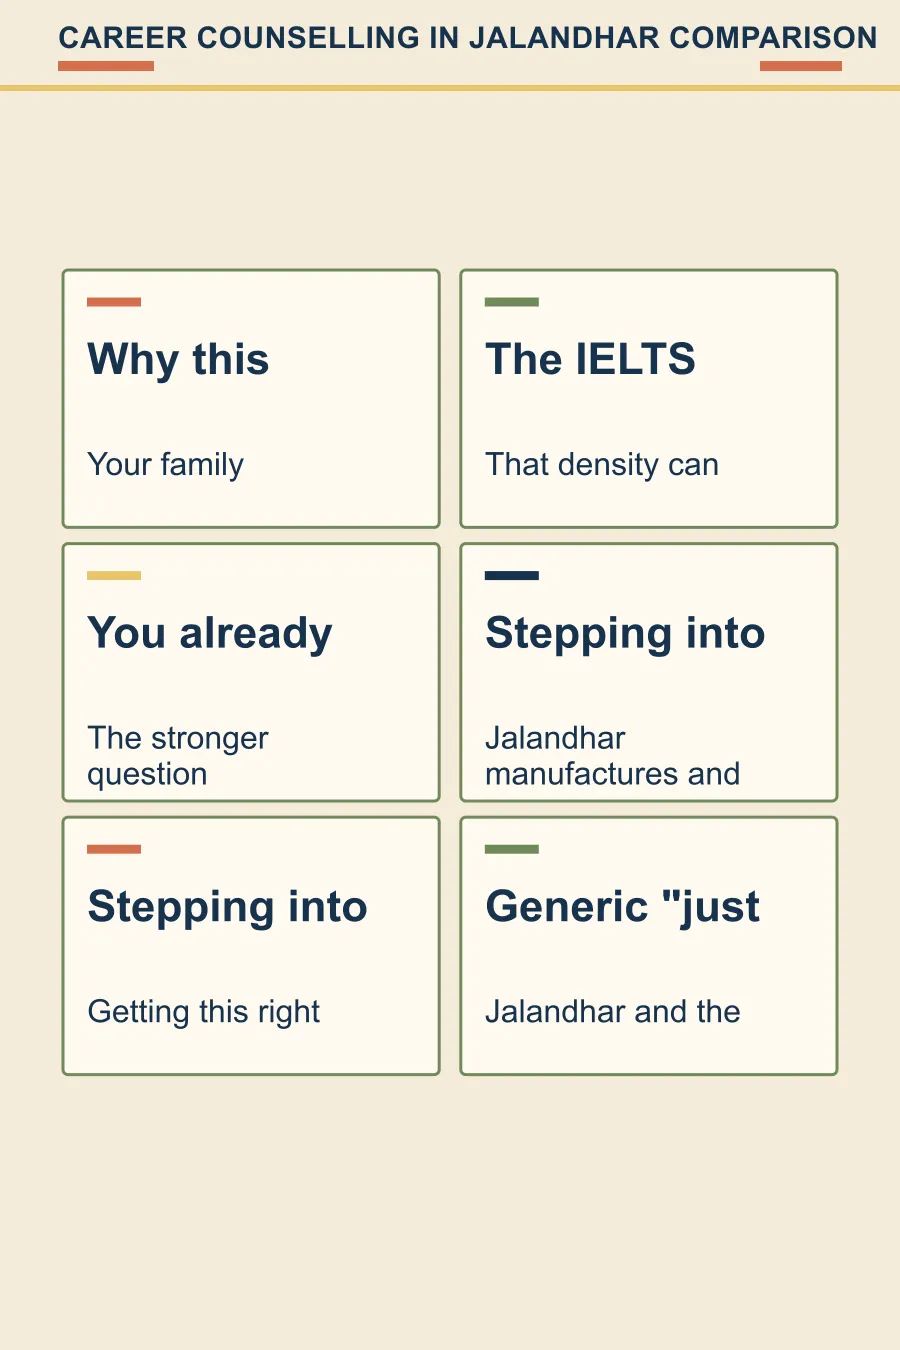 CAREER COUNSELLING IN JALANDHAR COMPARISON
Why this
Your family
The IELTS
That density can
You already
The stronger
question
Stepping into
Jalandhar
manufactures and
Stepping into
Getting this right
Generic "just
Jalandhar and the